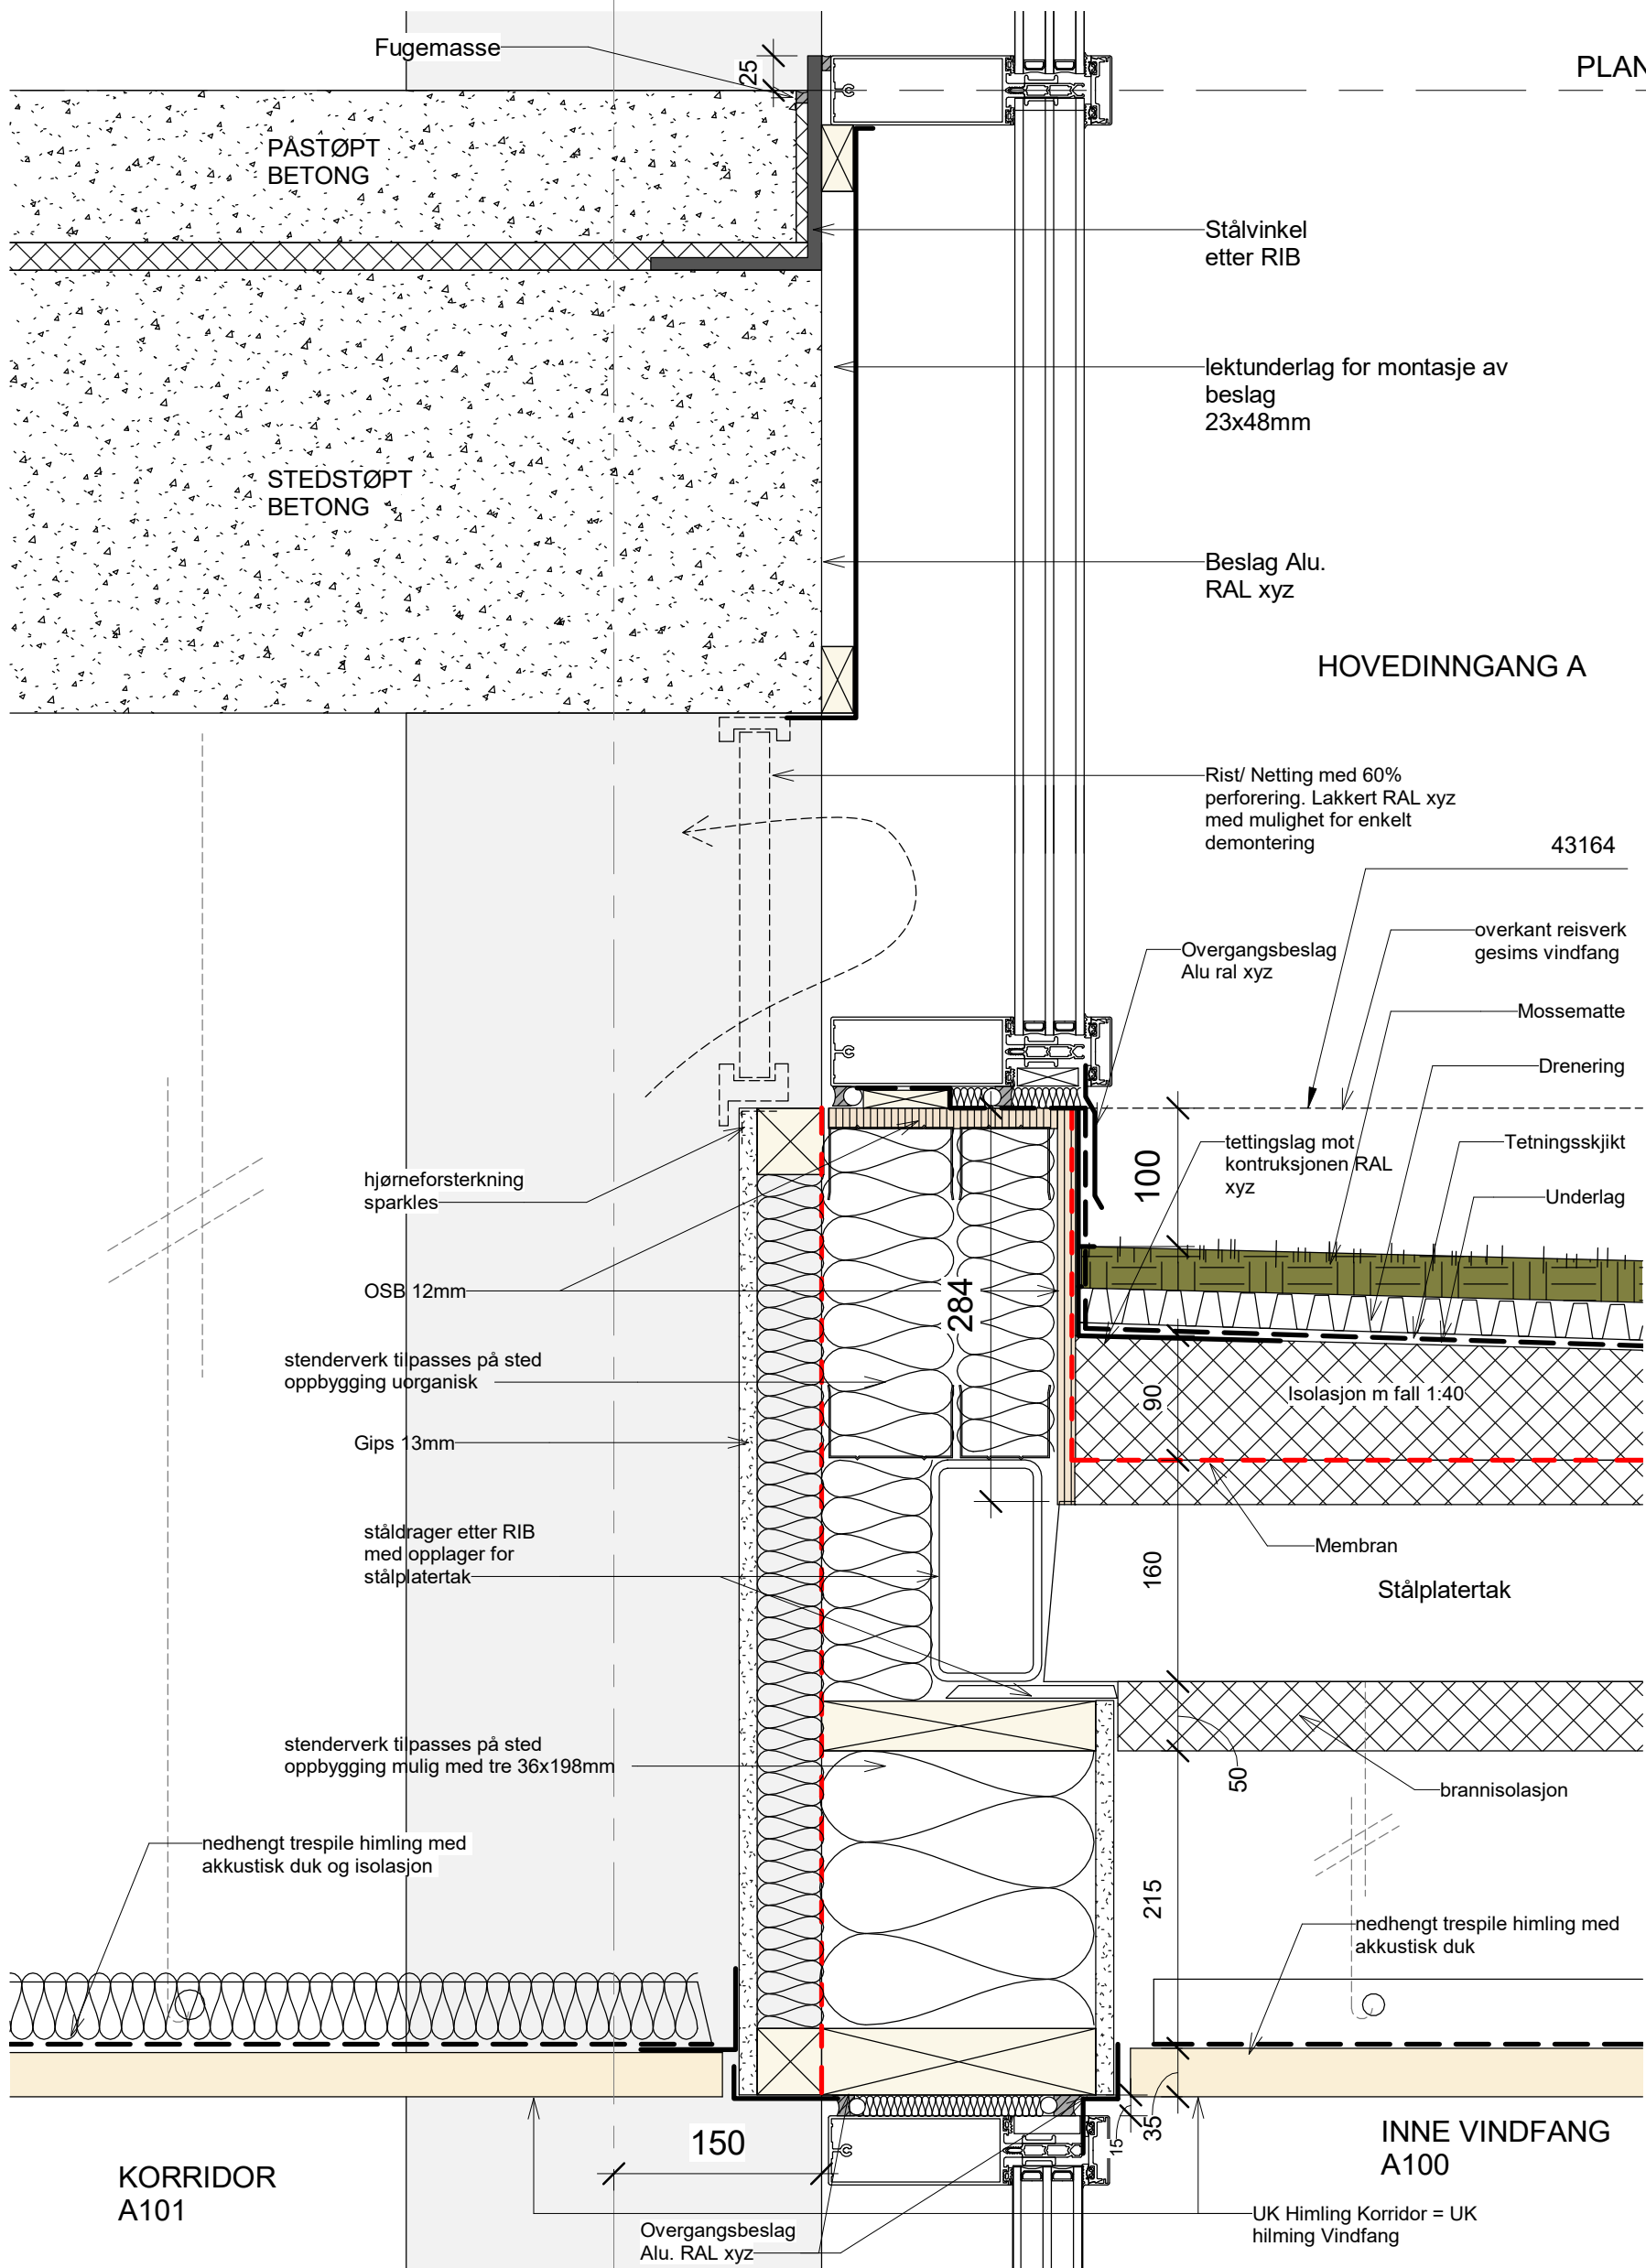 Fugemasse
25
PLAN
PÅSTØPT
BETONG
Stålvinkel
etter RIB
lektunderlag for montasje av
beslag
23x48mm
STEDSTØPT
BETONG
Beslag Alu.
RAL xyz
HOVEDINNGANG A
Rist/ Netting med 60%
perforering. Lakkert RAL xyz
med mulighet for enkelt
demontering
43164
overkant reisverk
gesims vindfang
Overgangsbeslag
Alu ral xyz
Mossematte
Drenering
tettingslag mot
kontruksjonen RAL
xyz
Tetningsskjikt
Underlag
100
hjørneforsterkning
sparkles
OSB 12mm
284
stenderverk tilpasses på sted
oppbygging uorganisk
Isolasjon m fall 1:40
90
Gips 13mm
ståldrager etter RIB
med opplager for
stålplatertak
Membran
160
Stålplatertak
stenderverk tilpasses på sted
oppbygging mulig med tre 36x198mm
50
brannisolasjon
nedhengt trespile himling med
akkustisk duk og isolasjon
215
nedhengt trespile himling med
akkustisk duk
35
15
150
INNE VINDFANG
A100
KORRIDOR
A101
UK Himling Korridor = UK
hilming Vindfang
Overgangsbeslag
Alu. RAL xyz